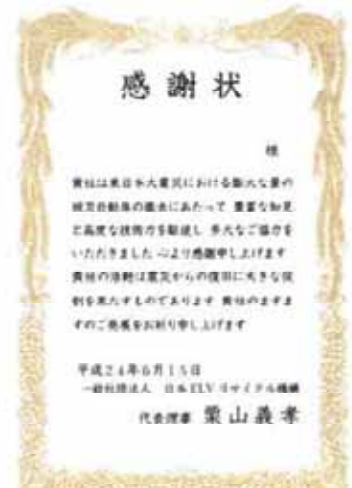 感謝状
様
貴社は東日本大震災における膨大な量の
被災自動車の撤去にあたって 豊富な知見
と高度な技術力を駆使し 多大なご協力を
いただきました 心より感謝申し上げます
貴社の活動は震災からの復旧に大きな役
割を果たすものであります 貴社のますま
すのご発展をお祈り申し上げます
平成24年6月15日
一般社団法人 日本ELVリサイクル機構
代表理事 栗山義孝